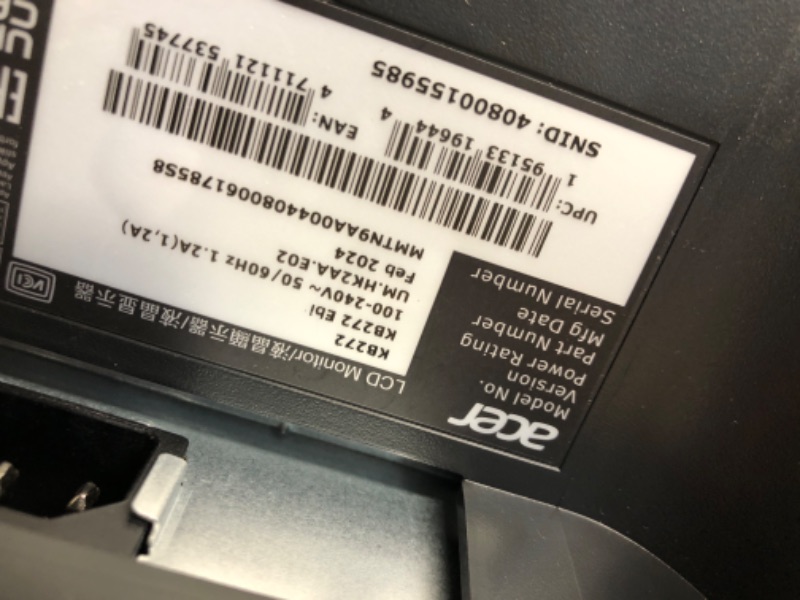 acer
LCD Monitor/液晶顯示器/液晶显示器
Model No. KB272
Version KB272 Ebi
Power Rating 100-240V~ 50/60Hz 1.2A(1,2A)
Part Number UM.HK2AA.E02
Mfg Date Feb 2024
Serial Number MMTN9AA0044080061785S8
UPC: 1 95133 19644 4
EAN: 4 711121 537745
SNID: 40800155985
VCCI